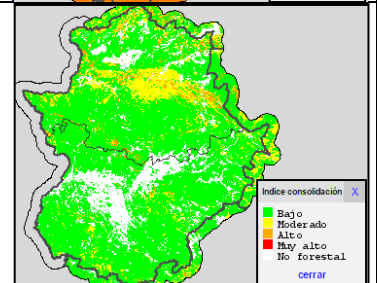 Indice consolidación X
Bajo
Moderado
Alto
Muy alto
No forestal
cerrar